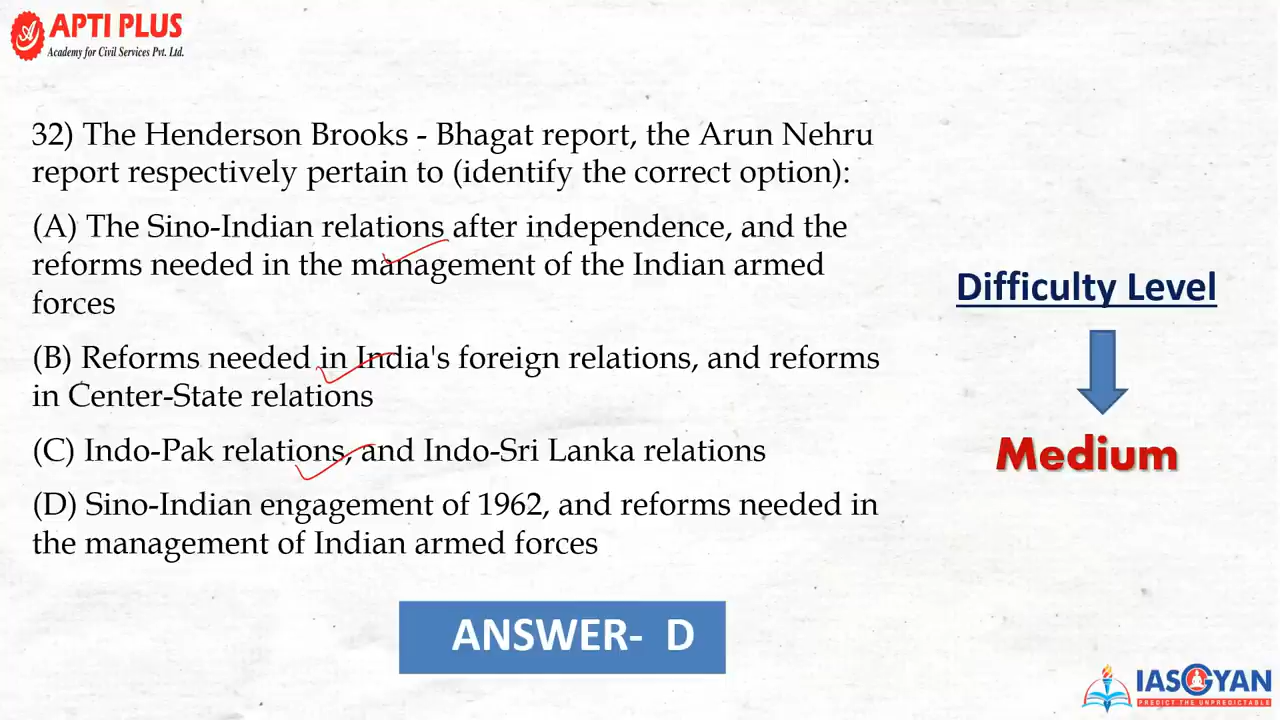 APTI PLUS
Academy for Civil Services Pvt. Ltd.
32) The Henderson Brooks - Bhagat report, the Arun Nehru
report respectively pertain to (identify the correct option):
(A) The Sino-Indian relations after independence, and the
reforms needed in the management of the Indian armed
forces
(B) Reforms needed in India's foreign relations, and reforms
in Center-State relations
(C) Indo-Pak relations, and Indo-Sri Lanka relations
(D) Sino-Indian engagement of 1962, and reforms needed in
the management of Indian armed forces
Difficulty Level
Medium
ANSWER- D
IASGYAN
PREDICT THE UNPREDICTABLE